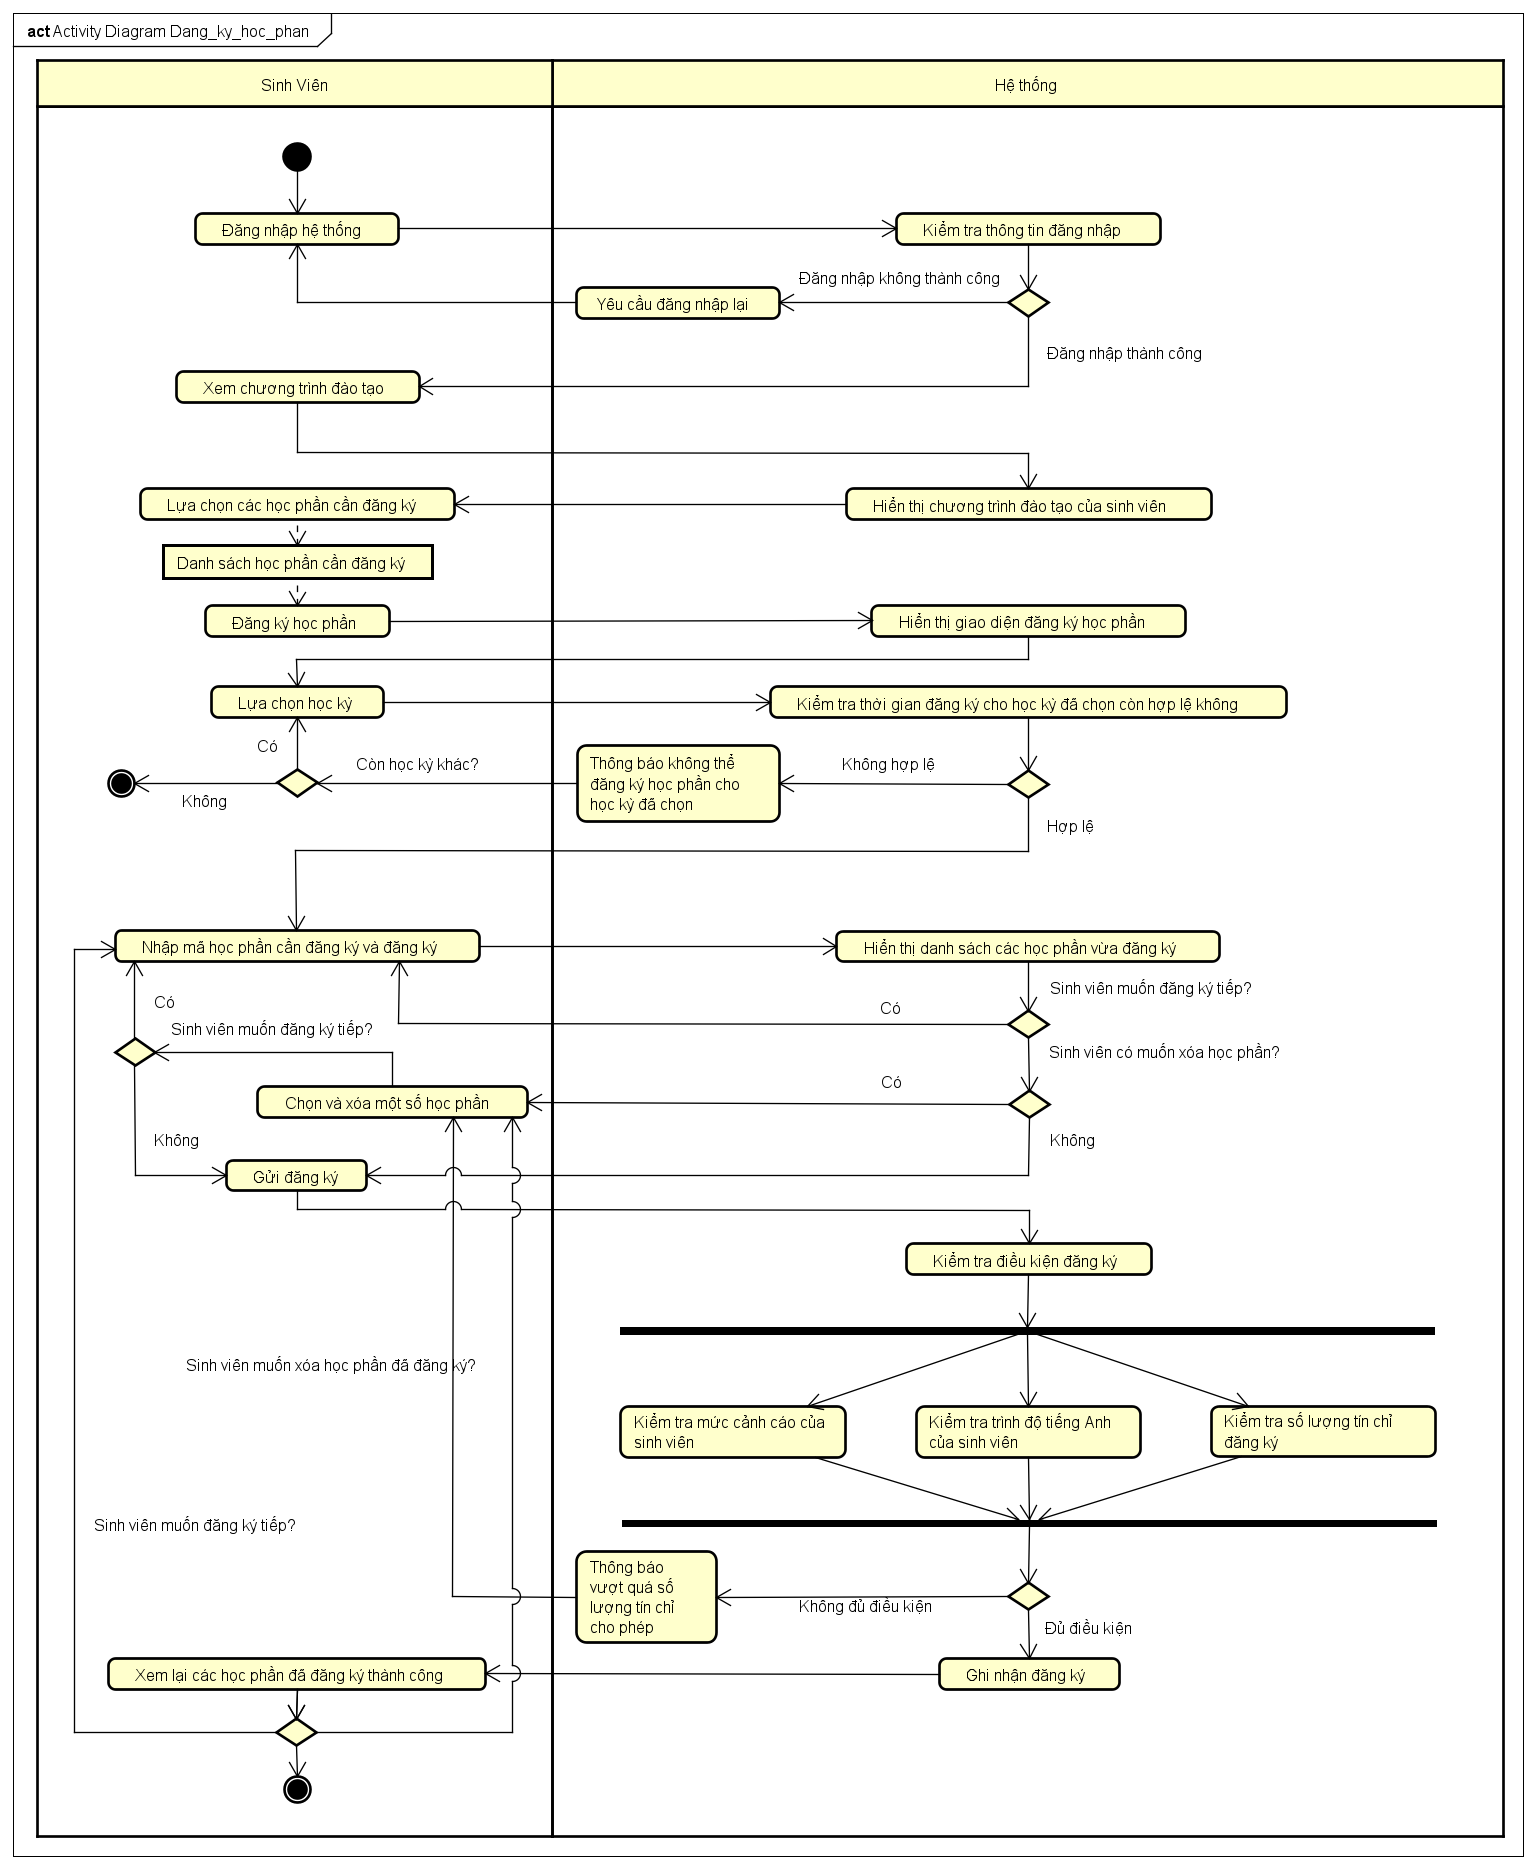 act Activity Diagram Dang_ky_hoc_phan
Sinh Viên
Hệ thống
Đăng nhập hệ thống
Kiểm tra thông tin đăng nhập
Đăng nhập không thành công
Yêu cầu đăng nhập lại
Đăng nhập thành công
Xem chương trình đào tạo
Lựa chọn các học phần cần đăng ký
Hiển thị chương trình đào tạo của sinh viên
Danh sách học phần cần đăng ký
Đăng ký học phần
Hiển thị giao diện đăng ký học phần
Lựa chọn học kỳ
Kiểm tra thời gian đăng ký cho học kỳ đã chọn còn hợp lệ không
Có
Còn học kỳ khác?
Thông báo không thể
đăng ký học phần cho
học kỳ đã chọn
Không hợp lệ
Không
Hợp lệ
Nhập mã học phần cần đăng ký và đăng ký
Hiển thị danh sách các học phần vừa đăng ký
Sinh viên muốn đăng ký tiếp?
Có
Có
Sinh viên muốn đăng ký tiếp?
Sinh viên có muốn xóa học phần?
Có
Chọn và xóa một số học phần
Không
Không
Gửi đăng ký
Kiểm tra điều kiện đăng ký
Sinh viên muốn xóa học phần đã đăng ký?
Kiểm tra mức cảnh cáo của
sinh viên
Kiểm tra trình độ tiếng Anh
của sinh viên
Kiểm tra số lượng tín chỉ
đăng ký
Sinh viên muốn đăng ký tiếp?
Thông báo
vượt quá số
lượng tín chỉ
cho phép
Không đủ điều kiện
Đủ điều kiện
Xem lại các học phần đã đăng ký thành công
Ghi nhận đăng ký